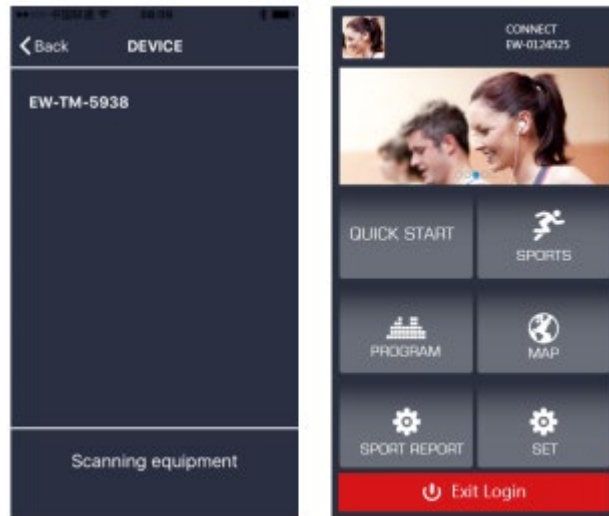 Back
DEVICE
EW-TM-5938
Scanning equipment
CONNECT
EW-0124525
QUICK START
SPORTS
PROGRAM
MAP
SPORT REPORT
SET
Exit Login